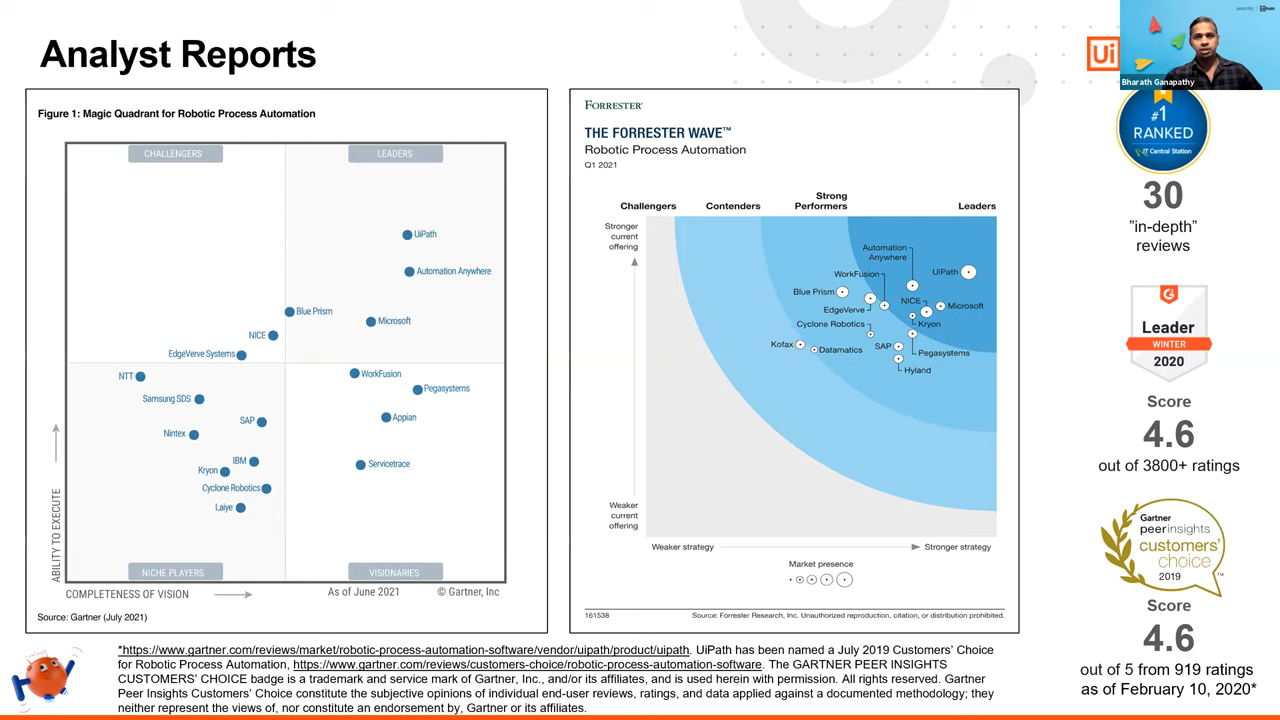 Analyst Reports
Figure 1: Magic Quadrant for Robotic Process Automation
CHALLENGERS
LEADERS
UiPath
Automation Anywhere
Blue Prism
Microsoft
NICE
EdgeVerve Systems
NTT
WorkFusion
Samsung SDS
Pegasystems
SAP
Appian
Nintex
IBM
Servicetrace
Kryon
Cyclone Robotics
Laiye
ABILITY TO EXECUTE
NICHE PLAYERS
VISIONARIES
COMPLETENESS OF VISION
As of June 2021
© Gartner, Inc
Source: Gartner (July 2021)
FORRESTER®
THE FORRESTER WAVE™
Robotic Process Automation
Q1 2021
Challengers
Contenders
Strong
Performers
Leaders
Stronger
current
offering
Automation
Anywhere
WorkFusion
UiPath
Blue Prism
NICE
Microsoft
EdgeVerve
Cyclone Robotics
Kryon
Kofax
Datamatics
SAP
Pegasystems
Hyland
Weaker
current
offering
Weaker strategy
Stronger strategy
Market presence
161538
Source: Forrester Research, Inc. Unauthorized reproduction, citation, or distribution prohibited.
Ui
Bharath Ganapathy
#1
RANKED
IT Central Station
30
”in-depth”
reviews
G2
Leader
WINTER
2020
Score
4.6
out of 3800+ ratings
Gartner
peerinsights
customers’
choice
2019
TM
Score
4.6
out of 5 from 919 ratings
as of February 10, 2020*
*https://www.gartner.com/reviews/market/robotic-process-automation-software/vendor/uipath/product/uipath. UiPath has been named a July 2019 Customers’ Choice
for Robotic Process Automation, https://www.gartner.com/reviews/customers-choice/robotic-process-automation-software. The GARTNER PEER INSIGHTS
CUSTOMERS’ CHOICE badge is a trademark and service mark of Gartner, Inc., and/or its affiliates, and is used herein with permission. All rights reserved. Gartner
Peer Insights Customers’ Choice constitute the subjective opinions of individual end-user reviews, ratings, and data applied against a documented methodology; they
neither represent the views of, nor constitute an endorsement by, Gartner or its affiliates.